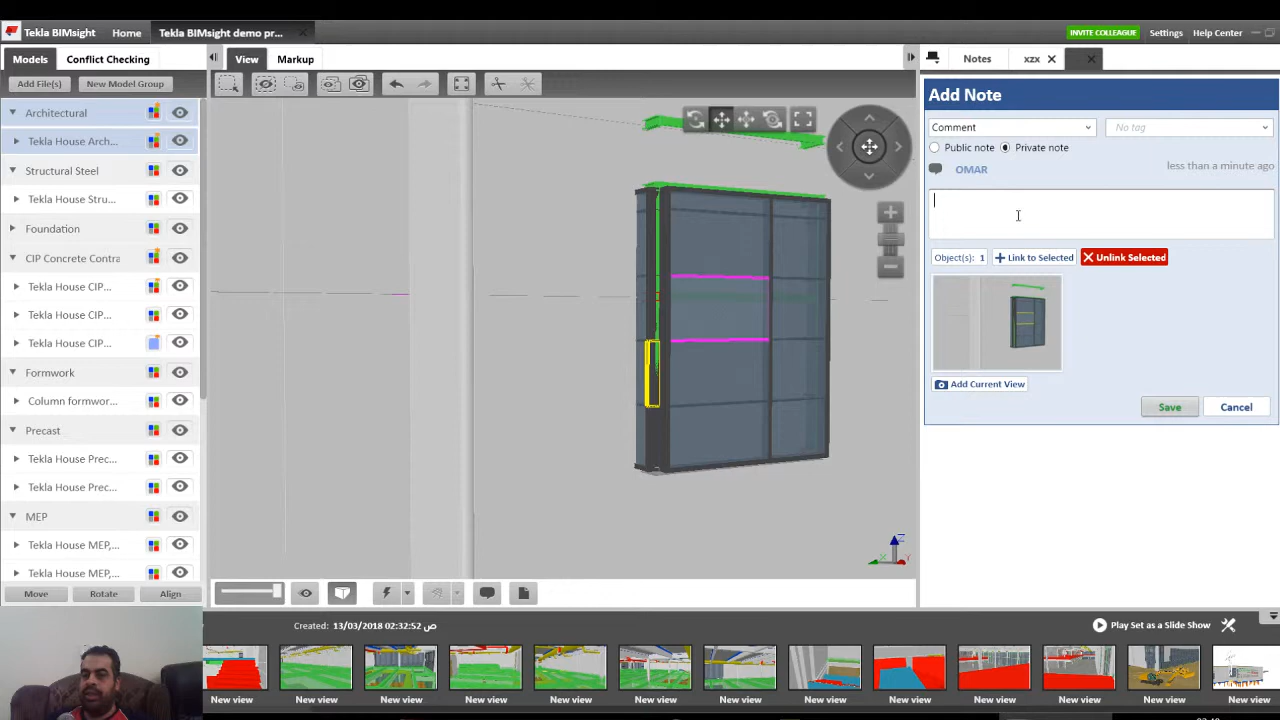 Tekla BIMsight
Home
Tekla BIMsight demo pr...
INVITE COLLEAGUE
Settings
Help Center
Models
Conflict Checking
View
Markup
Notes
xzx
Add File(s)
New Model Group
Add Note
Architectural
Comment
No tag
Tekla House Arch...
Public note
Private note
OMAR
less than a minute ago
Structural Steel
Tekla House Stru...
Foundation
CIP Concrete Contra
Object(s): 1
Link to Selected
Unlink Selected
Tekla House CIP...
Tekla House CIP...
Tekla House CIP...
Formwork
Add Current View
Column formwor...
Save
Cancel
Precast
Tekla House Prec...
Tekla House Prec...
MEP
Tekla House MEP,...
Tekla House MEP,...
Z
X
Y
Move
Rotate
Align
Created: 13/03/2018 02:32:52 ص
Play Set as a Slide Show
New view
New view
New view
New view
New view
New view
New view
New view
New view
New view
New view
New view
New view